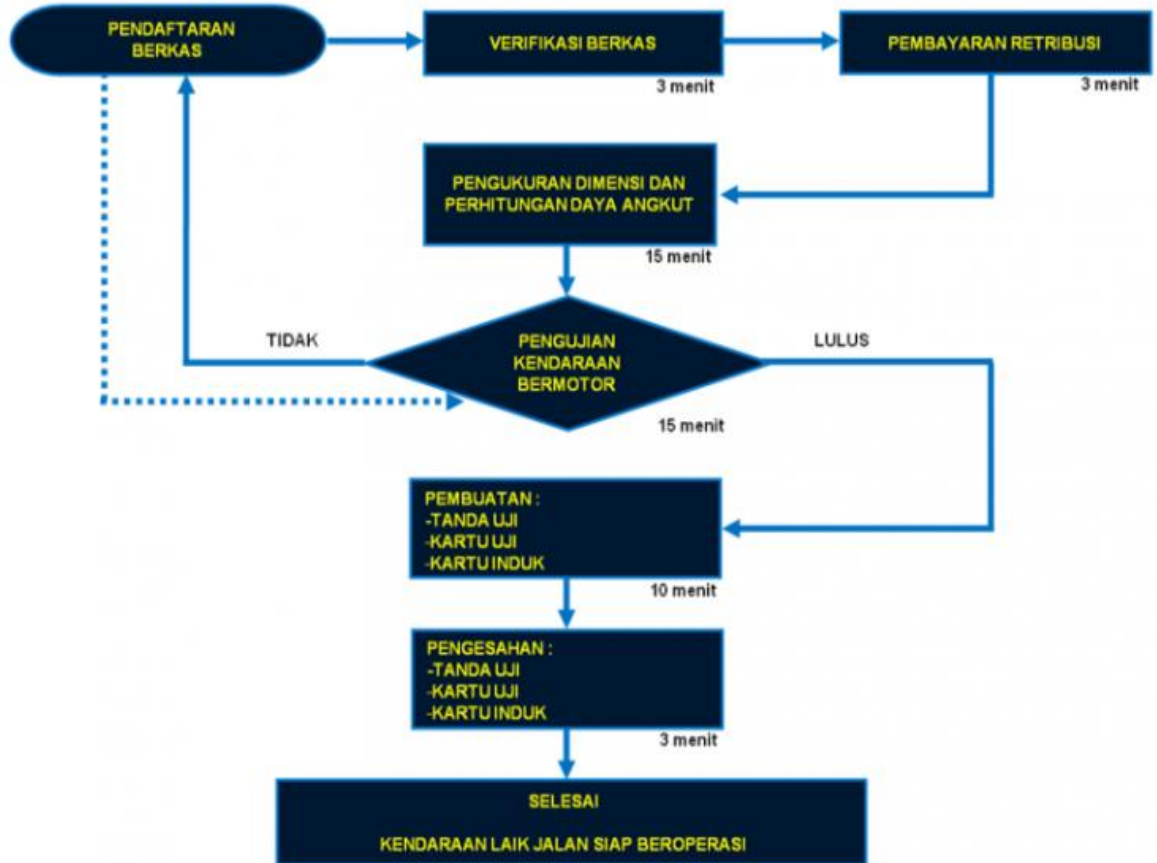 PENDAFTARAN
BERKAS
VERIFIKASI BERKAS
3 menit
PEMBAYARAN RETRIBUSI
3 menit
PENGUKURAN DIMENSI DAN
PERHITUNGAN DAYA ANGKUT
15 menit
TIDAK
PENGUJIAN
KENDARAAN
BERMOTOR
LULUS
15 menit
PEMBUATAN :
-TANDA UJI
-KARTU UJI
-KARTU INDUK
10 menit
PENGESAHAN :
-TANDA UJI
-KARTU UJI
-KARTU INDUK
3 menit
SELESAI
KENDARAAN LAIK JALAN SIAP BEROPERASI